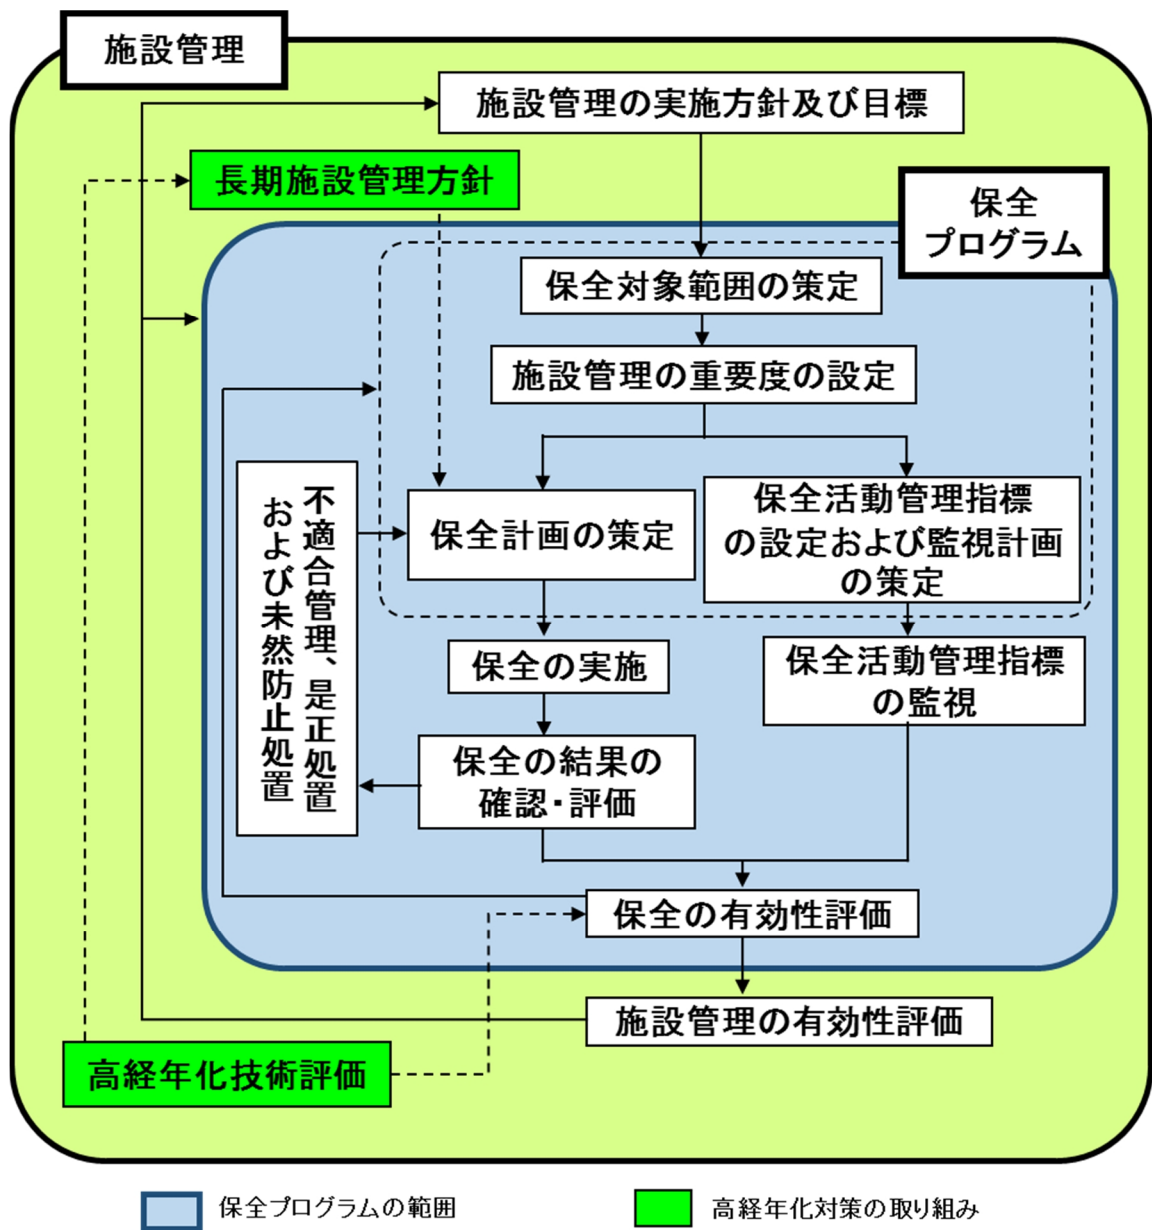 施設管理
施設管理の実施方針及び目標
長期施設管理方針
保全
プログラム
保全対象範囲の策定
施設管理の重要度の設定
不適合管理、是正処置
および未然防止処置
保全計画の策定
保全活動管理指標
の設定および監視計画
の策定
保全の実施
保全活動管理指標
の監視
保全の結果の
確認・評価
保全の有効性評価
施設管理の有効性評価
高経年化技術評価
保全プログラムの範囲
高経年化対策の取り組み